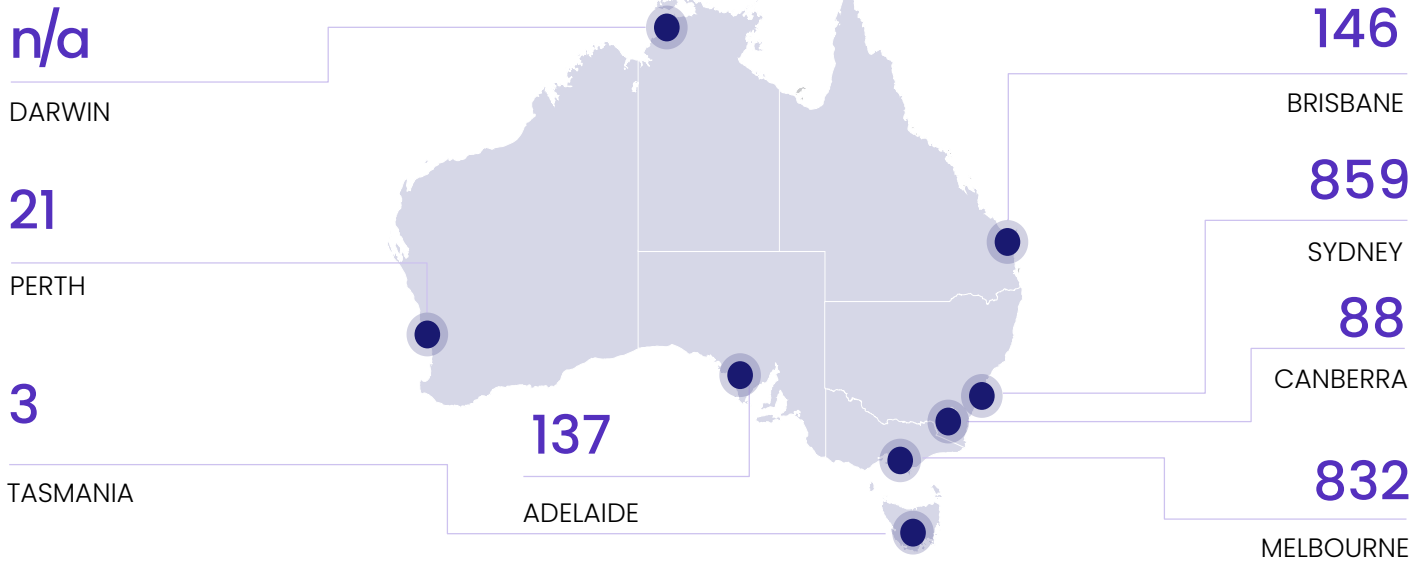 n/a
DARWIN
21
PERTH
3
TASMANIA
137
ADELAIDE
146
BRISBANE
859
SYDNEY
88
CANBERRA
832
MELBOURNE